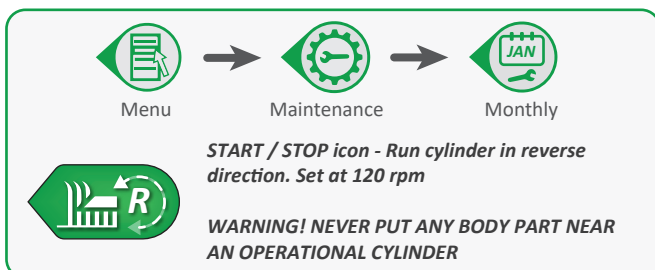 JAN
Menu Maintenance Monthly
START / STOP icon - Run cylinder in reverse
direction. Set at 120 rpm
R
WARNING! NEVER PUT ANY BODY PART NEAR
AN OPERATIONAL CYLINDER